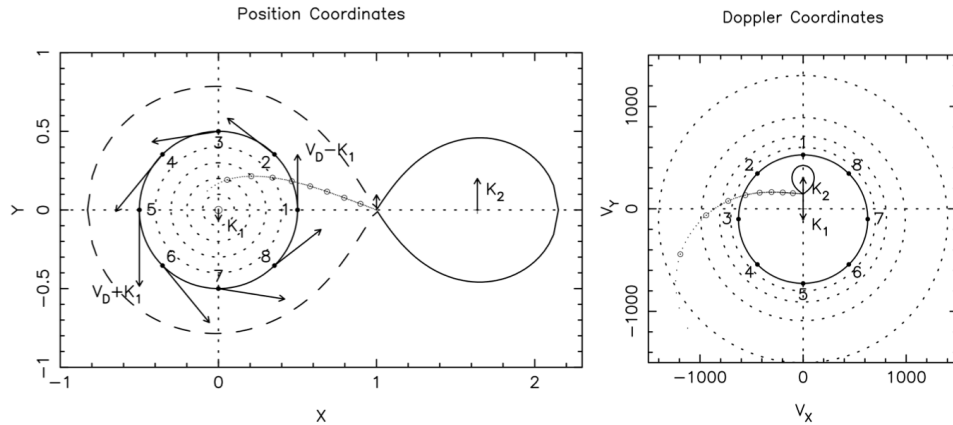 Position Coordinates
Doppler Coordinates
1
0.5
0
−0.5
−1
Y
−1
0
1
2
X
3
2
4
V_D−K_1
5
1
K_1
K_2
6
8
7
V_D+K_1
1000
0
−1000
V_Y
1
2
8
K_2
3
K_1
7
4
6
5
−1000
0
1000
V_X